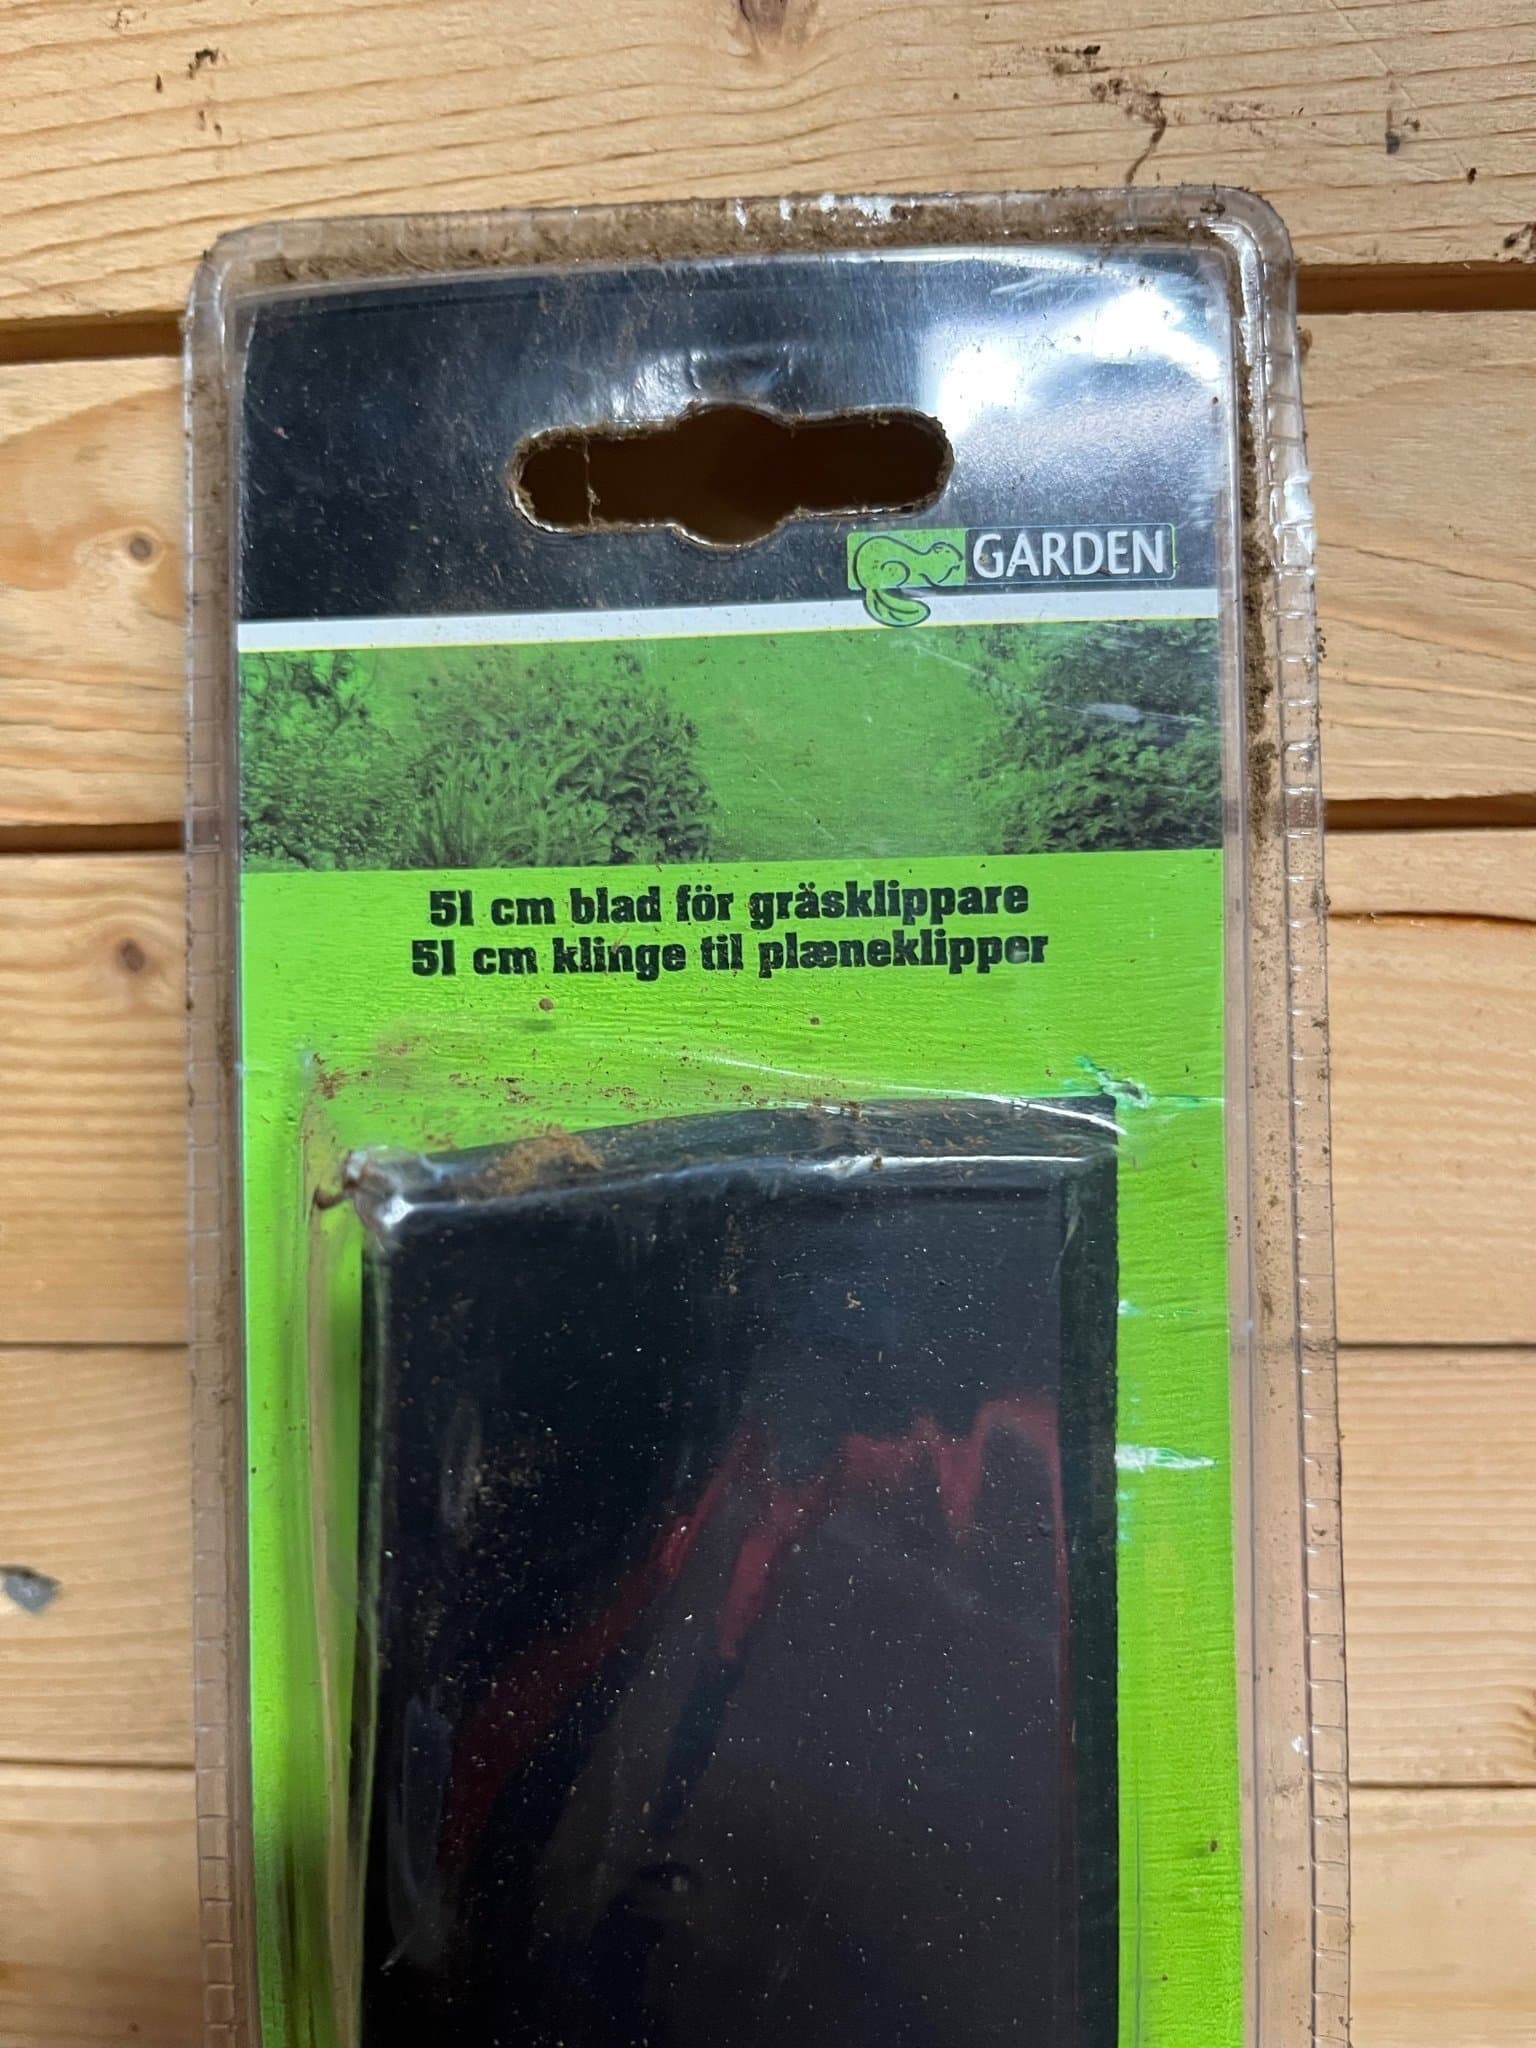 GARDEN
51 cm blad för gräsklippare
51 cm klinge til plæneklipper